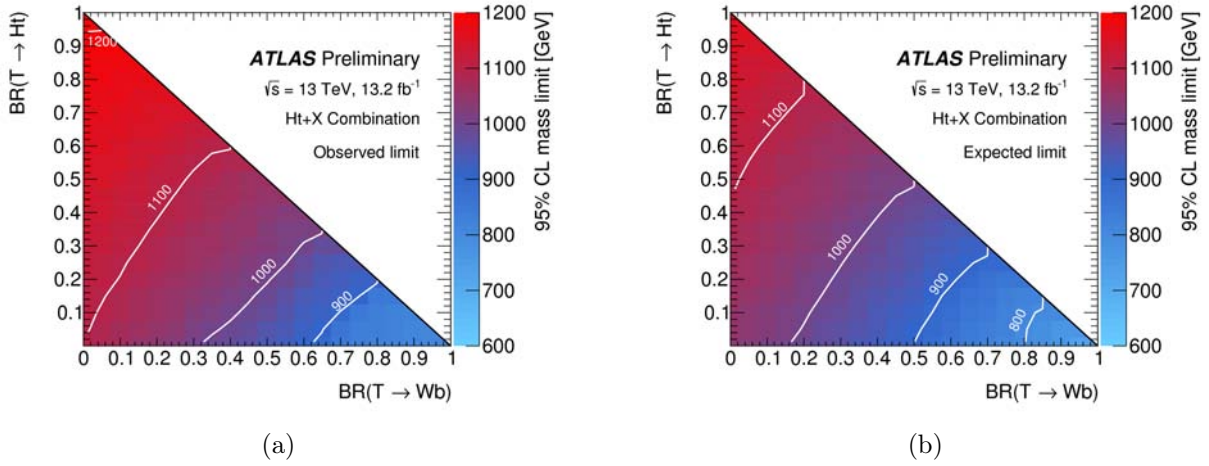 BR(T → Ht)
1
0.9
0.8
0.7
0.6
0.5
0.4
0.3
0.2
0.1
0 0.1 0.2 0.3 0.4 0.5 0.6 0.7 0.8 0.9 1
BR(T → Wb)
ATLAS Preliminary
√s = 13 TeV, 13.2 fb⁻¹
Ht+X Combination
Observed limit
1200
1100
1000
900
1200
1100
1000
900
800
700
600
95% CL mass limit [GeV]
(a)
BR(T → Ht)
1
0.9
0.8
0.7
0.6
0.5
0.4
0.3
0.2
0.1
0 0.1 0.2 0.3 0.4 0.5 0.6 0.7 0.8 0.9 1
BR(T → Wb)
ATLAS Preliminary
√s = 13 TeV, 13.2 fb⁻¹
Ht+X Combination
Expected limit
1100
1000
900
800
1200
1100
1000
900
800
700
600
95% CL mass limit [GeV]
(b)